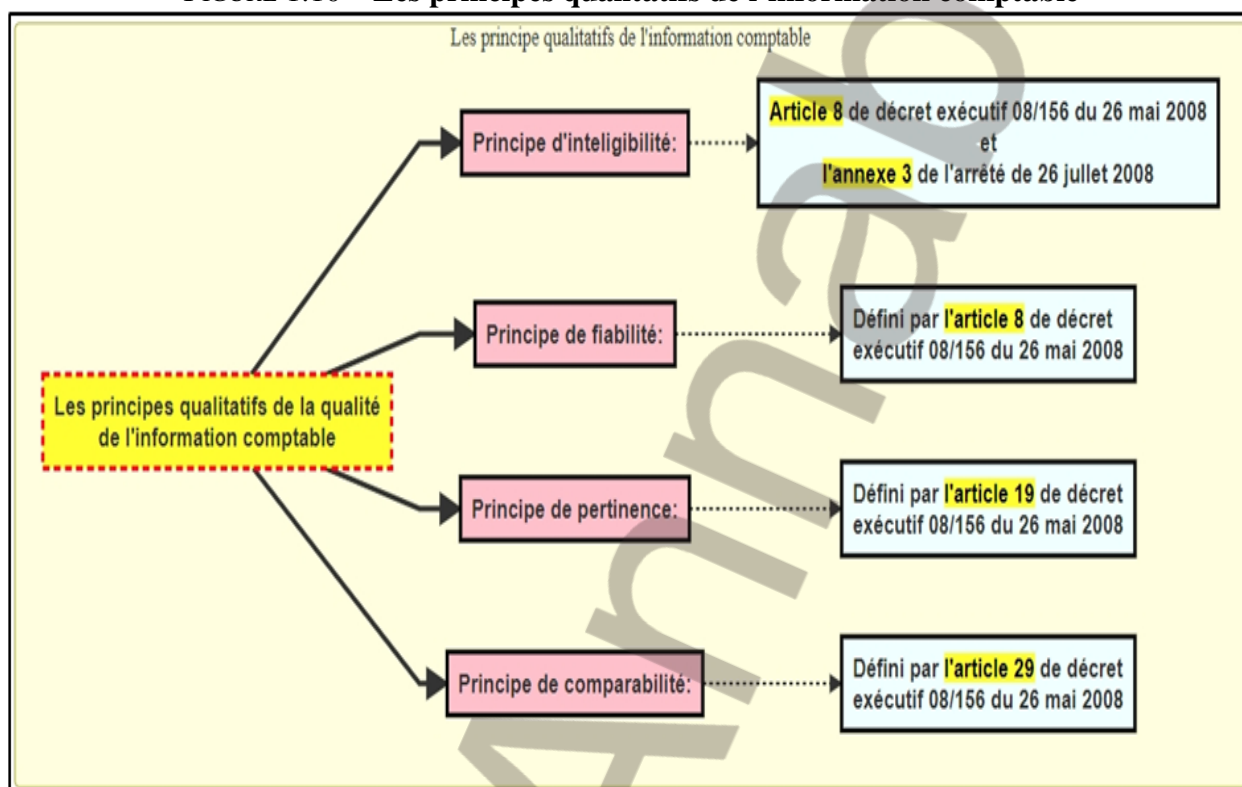 Les principe qualitatifs de l'information comptable
Principe d'inteligibilité:
Article 8 de décret exécutif 08/156 du 26 mai 2008
et
l'annexe 3 de l'arrêté de 26 jullet 2008
Principe de fiabilité:
Défini par l'article 8 de décret
exécutif 08/156 du 26 mai 2008
Les principes qualitatifs de la qualité
de l'information comptable
Principe de pertinence:
Défini par l'article 19 de décret
exécutif 08/156 du 26 mai 2008
Principe de comparabilité:
Défini par l'article 29 de décret
exécutif 08/156 du 26 mai 2008
Annab